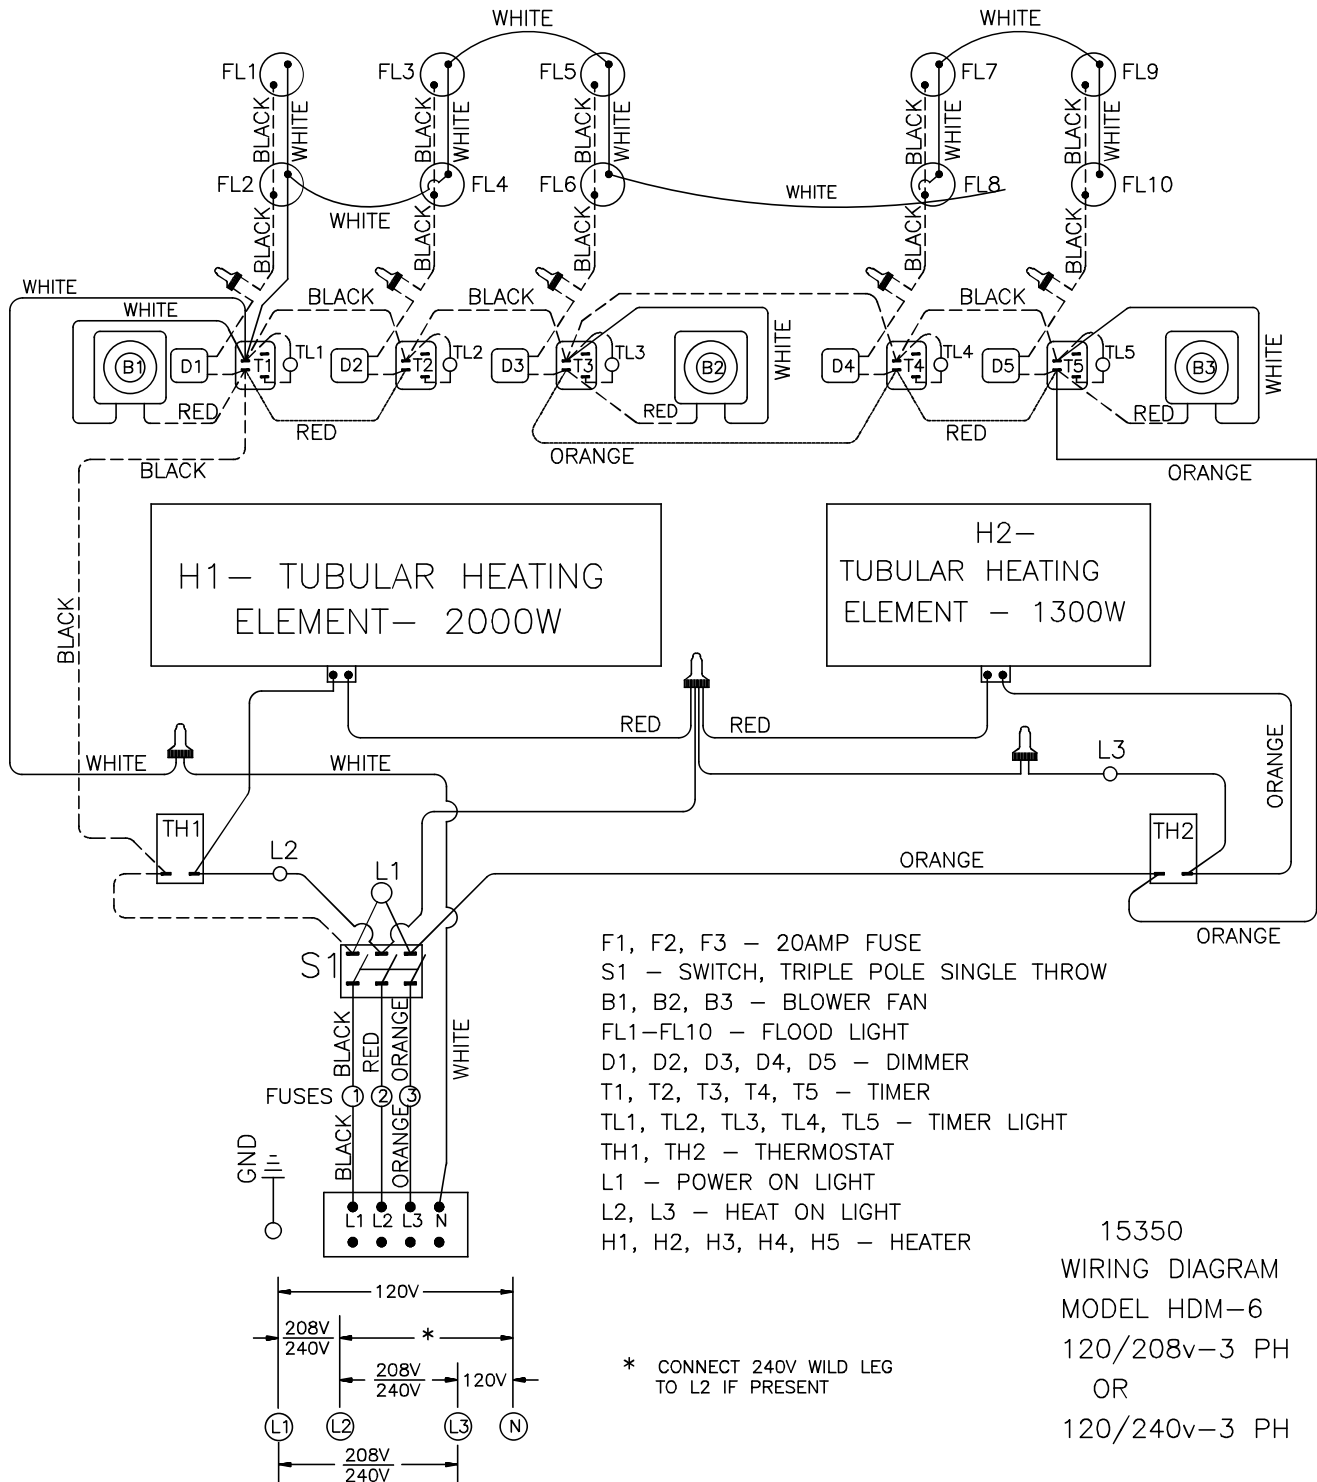 WHITE WHITE
FL1 FL3 FL5 FL7 FL9
BLACK WHITE BLACK WHITE BLACK WHITE BLACK WHITE BLACK WHITE
FL2 FL4 FL6 FL8 FL10
WHITE WHITE
BLACK BLACK BLACK BLACK BLACK
WHITE
WHITE BLACK BLACK BLACK
TL1 TL2 TL3 TL4 TL5
B1 D1 T1 D2 T2 D3 T3 B2 WHITE D4 T4 D5 T5 B3 WHITE
RED RED RED
RED RED
ORANGE
BLACK ORANGE
H1- TUBULAR HEATING
ELEMENT- 2000W
H2-
TUBULAR HEATING
ELEMENT - 1300W
BLACK
RED RED
WHITE WHITE L3 ORANGE
TH1 TH2
L2 L1 ORANGE
ORANGE
S1
BLACK RED ORANGE WHITE
FUSES 1 2 3
BLACK ORANGE
GND
L1 L2 L3 N
F1, F2, F3 - 20AMP FUSE
S1 - SWITCH, TRIPLE POLE SINGLE THROW
B1, B2, B3 - BLOWER FAN
FL1-FL10 - FLOOD LIGHT
D1, D2, D3, D4, D5 - DIMMER
T1, T2, T3, T4, T5 - TIMER
TL1, TL2, TL3, TL4, TL5 - TIMER LIGHT
TH1, TH2 - THERMOSTAT
L1 - POWER ON LIGHT
L2, L3 - HEAT ON LIGHT
H1, H2, H3, H4, H5 - HEATER
120V
208V
240V
*
208V
240V
120V
L1 L2 L3 N
208V
240V
* CONNECT 240V WILD LEG
TO L2 IF PRESENT
15350
WIRING DIAGRAM
MODEL HDM-6
120/208v-3 PH
OR
120/240v-3 PH